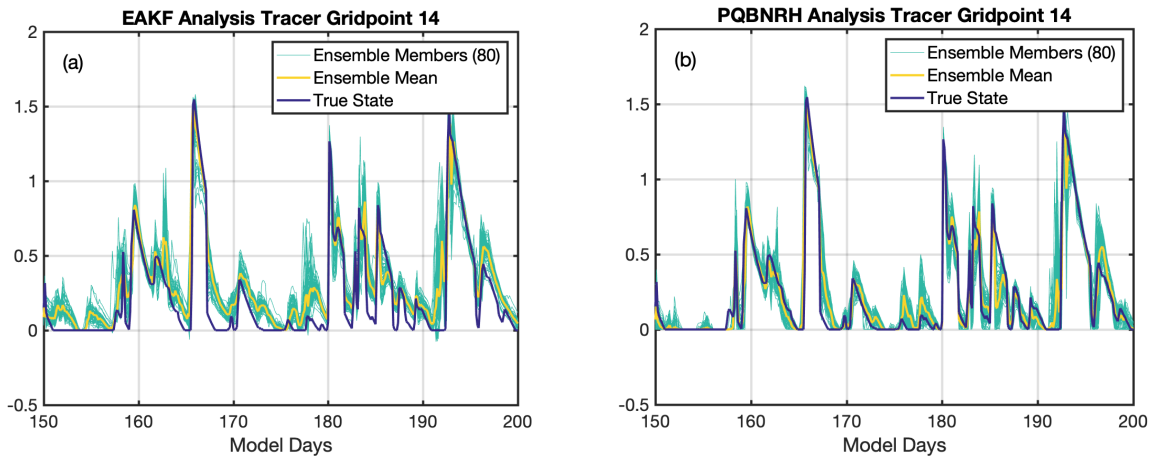 EAKF Analysis Tracer Gridpoint 14
(a)
Ensemble Members (80)
Ensemble Mean
True State
2
1.5
1
0.5
0
-0.5
150 160 170 180 190 200
Model Days
PQBNRH Analysis Tracer Gridpoint 14
(b)
Ensemble Members (80)
Ensemble Mean
True State
2
1.5
1
0.5
0
-0.5
150 160 170 180 190 200
Model Days